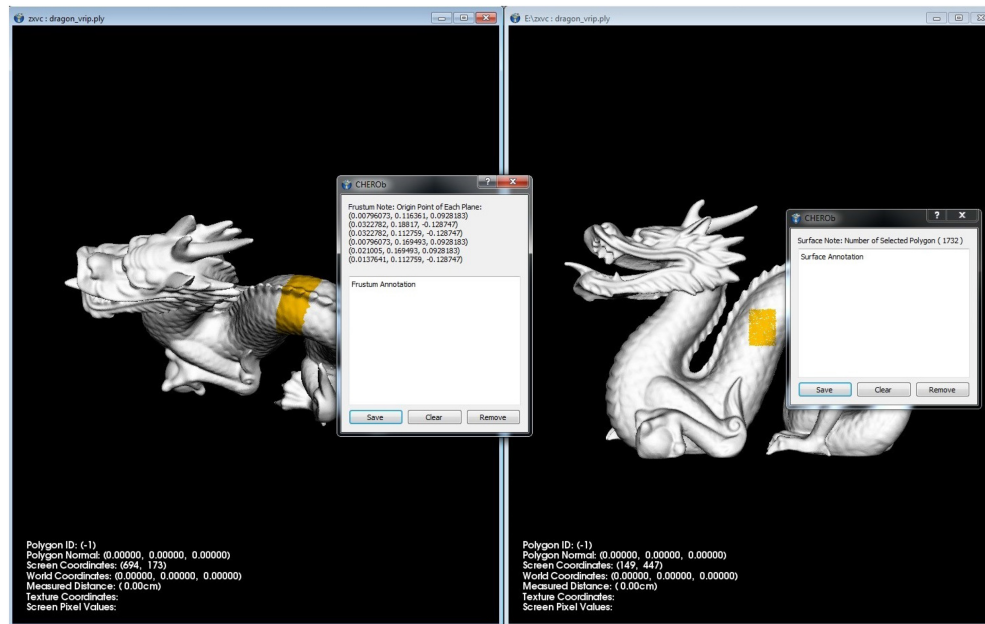 zxvc : dragon_vrip.ply
CHEROb
Frustum Note: Origin Point of Each Plane:
(0.00796073, 0.116361, 0.0928183)
(0.0322782, 0.18817, -0.128747)
(0.0322782, 0.112759, -0.128747)
(0.00796073, 0.169493, 0.0928183)
(0.021005, 0.169493, 0.0928183)
(0.0137641, 0.112759, -0.128747)
Frustum Annotation
Save Clear Remove
Polygon ID: (-1)
Polygon Normal: (0.00000, 0.00000, 0.00000)
Screen Coordinates: (694, 173)
World Coordinates: (0.00000, 0.00000, 0.00000)
Measured Distance: ( 0.00cm)
Texture Coordinates:
Screen Pixel Values:
E:\zxvc : dragon_vrip.ply
CHEROb
Surface Note: Number of Selected Polygon ( 1732 )
Surface Annotation
Save Clear Remove
Polygon ID: (-1)
Polygon Normal: (0.00000, 0.00000, 0.00000)
Screen Coordinates: (149, 447)
World Coordinates: (0.00000, 0.00000, 0.00000)
Measured Distance: ( 0.00cm)
Texture Coordinates:
Screen Pixel Values: